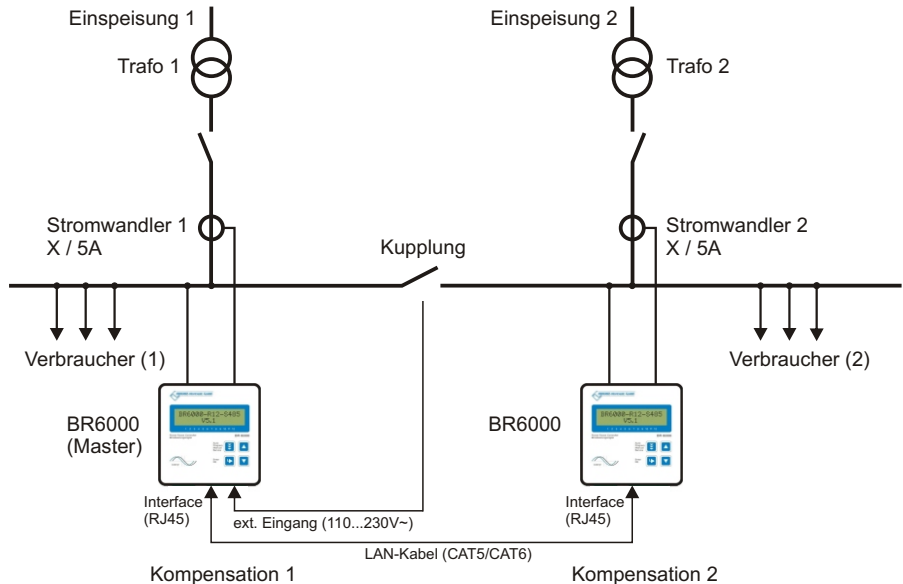 Einspeisung 1
Einspeisung 2
Trafo 1
Trafo 2
Stromwandler 1
X / 5A
Stromwandler 2
X / 5A
Kupplung
Verbraucher (1)
Verbraucher (2)
BR6000
(Master)
BR6000-R12-S485
V5.1
BR6000
BR6000-R12-S485
V5.1
Interface
(RJ45)
ext. Eingang (110...230V~)
Interface
(RJ45)
LAN-Kabel (CAT5/CAT6)
Kompensation 1
Kompensation 2